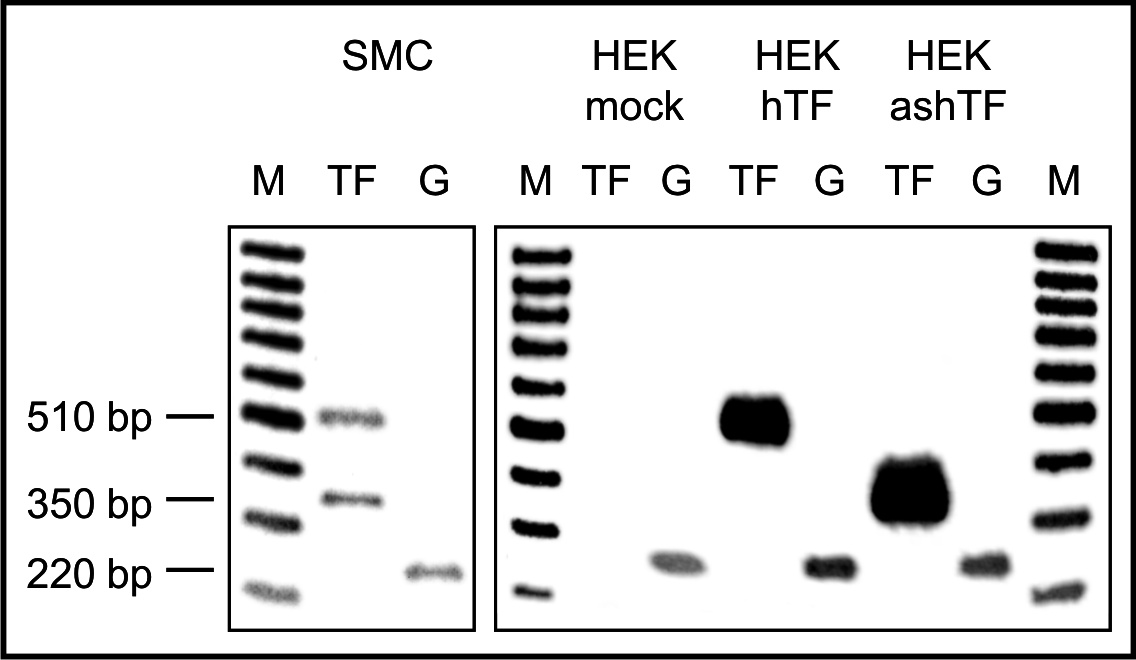 SMC HEK HEK HEK
mock hTF ashTF
M TF G M TF G TF G TF G M
510 bp
350 bp
220 bp